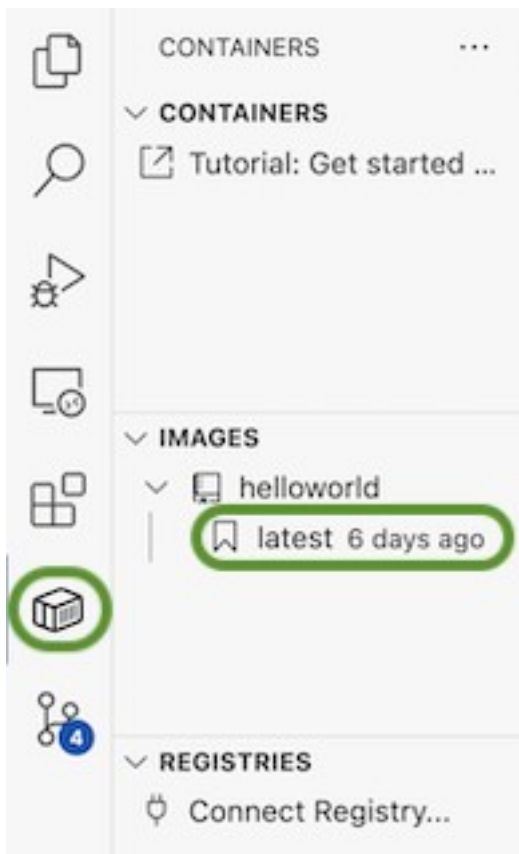 CONTAINERS ...
CONTAINERS
Tutorial: Get started ...
IMAGES
helloworld
latest 6 days ago
4
REGISTRIES
Connect Registry...